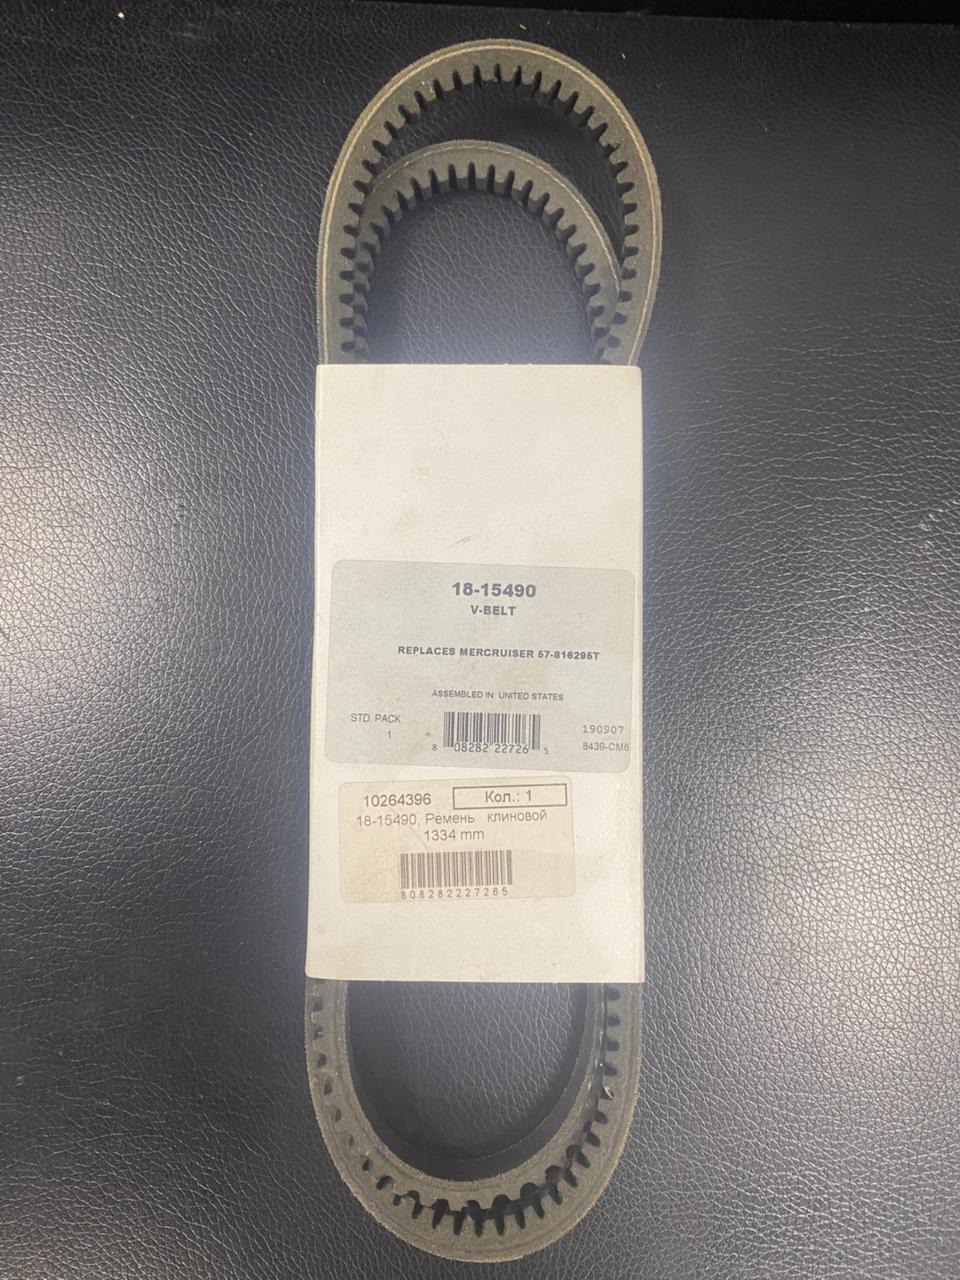 18-15490
V-BELT
REPLACES MERCRUISER 57-816295T
ASSEMBLED IN UNITED STATES
STD. PACK
1
190907
8439-CM6
8 08282 22726 5
10264396
Кол.: 1
18-15490, Ремень клиновой
1334 mm
808282227265